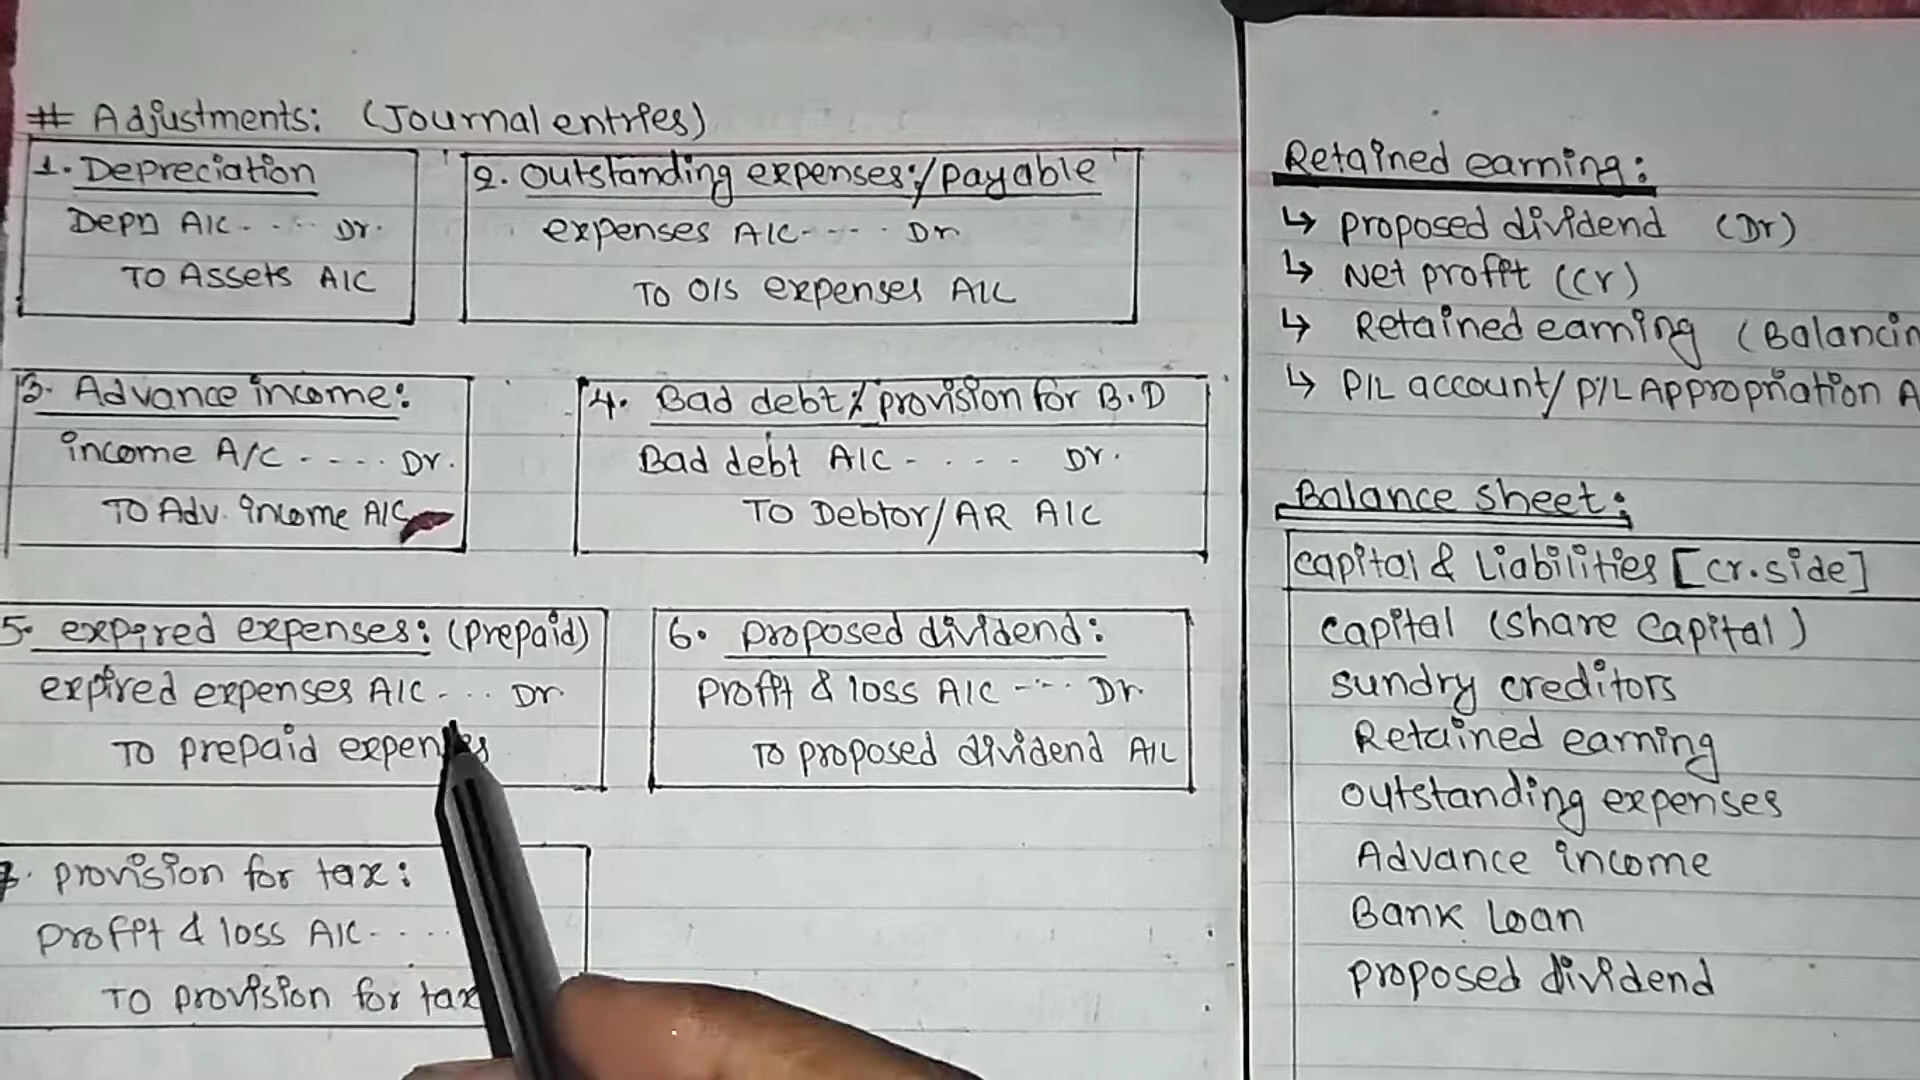 # Adjustments: (Journal entries)
1. Depreciation
Depn A/C - - - - Dr.
To Assets A/C
2. Outstanding expenses:/payable
expenses A/C - - - - Dr.
To O/S expenses A/C
3. Advance income:
income A/C - - - - Dr.
To Adv. income A/C
4. Bad debt / provision for B.D
Bad debt A/C - - - - Dr.
To Debtor/AR A/C
5. expired expenses: (prepaid)
expired expenses A/C - - - Dr.
To prepaid expenses
6. proposed dividend:
Profit & loss A/C - - - Dr.
To proposed dividend A/C
7. provision for tax:
profit & loss A/C - - - -
To provision for tax
Retained earning:
↳ proposed dividend (Dr)
↳ Net profit (Cr)
↳ Retained earning (Balancin
↳ P/L account/P/L Appropriation A
Balance sheet:
capital & Liabilities [cr.side]
capital (share capital)
sundry creditors
Retained earning
outstanding expenses
Advance income
Bank Loan
proposed dividend